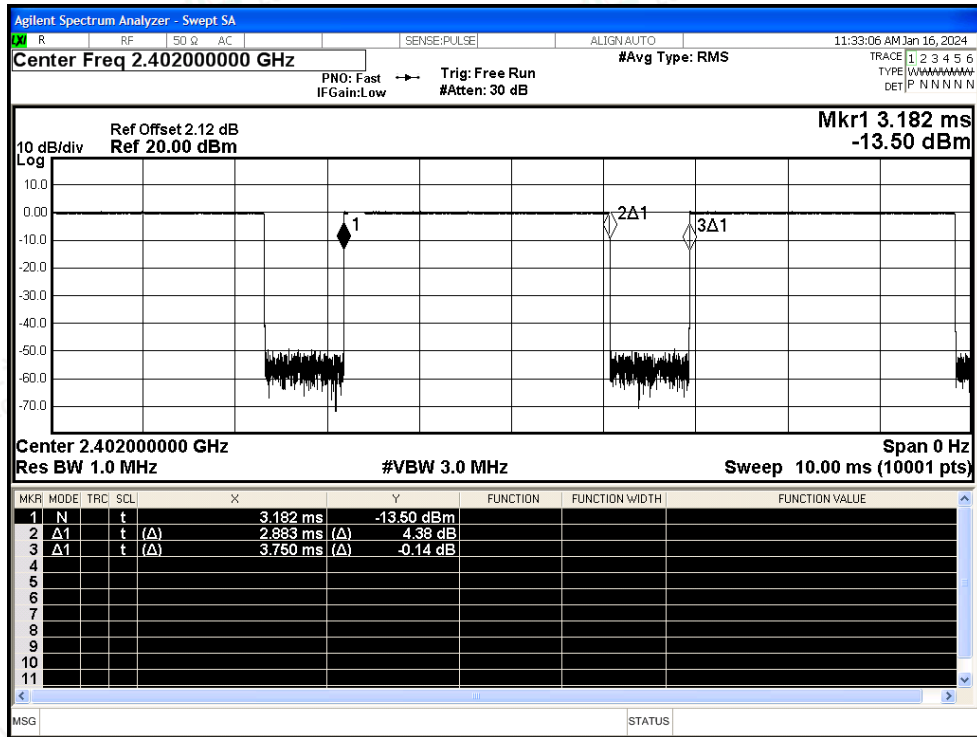 Agilent Spectrum Analyzer - Swept SA
LXI R RF 50 Ω AC SENSE:PULSE ALIGN AUTO 11:33:06 AM Jan 16, 2024
Center Freq 2.402000000 GHz #Avg Type: RMS TRACE 1 2 3 4 5 6
PNO: Fast Trig: Free Run TYPE WWWWWW
IFGain:Low #Atten: 30 dB DET P N N N N N
Mkr1 3.182 ms
Ref Offset 2.12 dB
10 dB/div Ref 20.00 dBm -13.50 dBm
Log
10.0
0.00
1 2Δ1 3Δ1
-10.0
-20.0
-30.0
-40.0
-50.0
-60.0
-70.0
Center 2.402000000 GHz Span 0 Hz
Res BW 1.0 MHz #VBW 3.0 MHz Sweep 10.00 ms (10001 pts)
MKR MODE TRC SCL X Y FUNCTION FUNCTION WIDTH FUNCTION VALUE
1 N t 3.182 ms -13.50 dBm
2 Δ1 t (Δ) 2.883 ms (Δ) 4.38 dB
3 Δ1 t (Δ) 3.750 ms (Δ) -0.14 dB
4
5
6
7
8
9
10
11
MSG STATUS